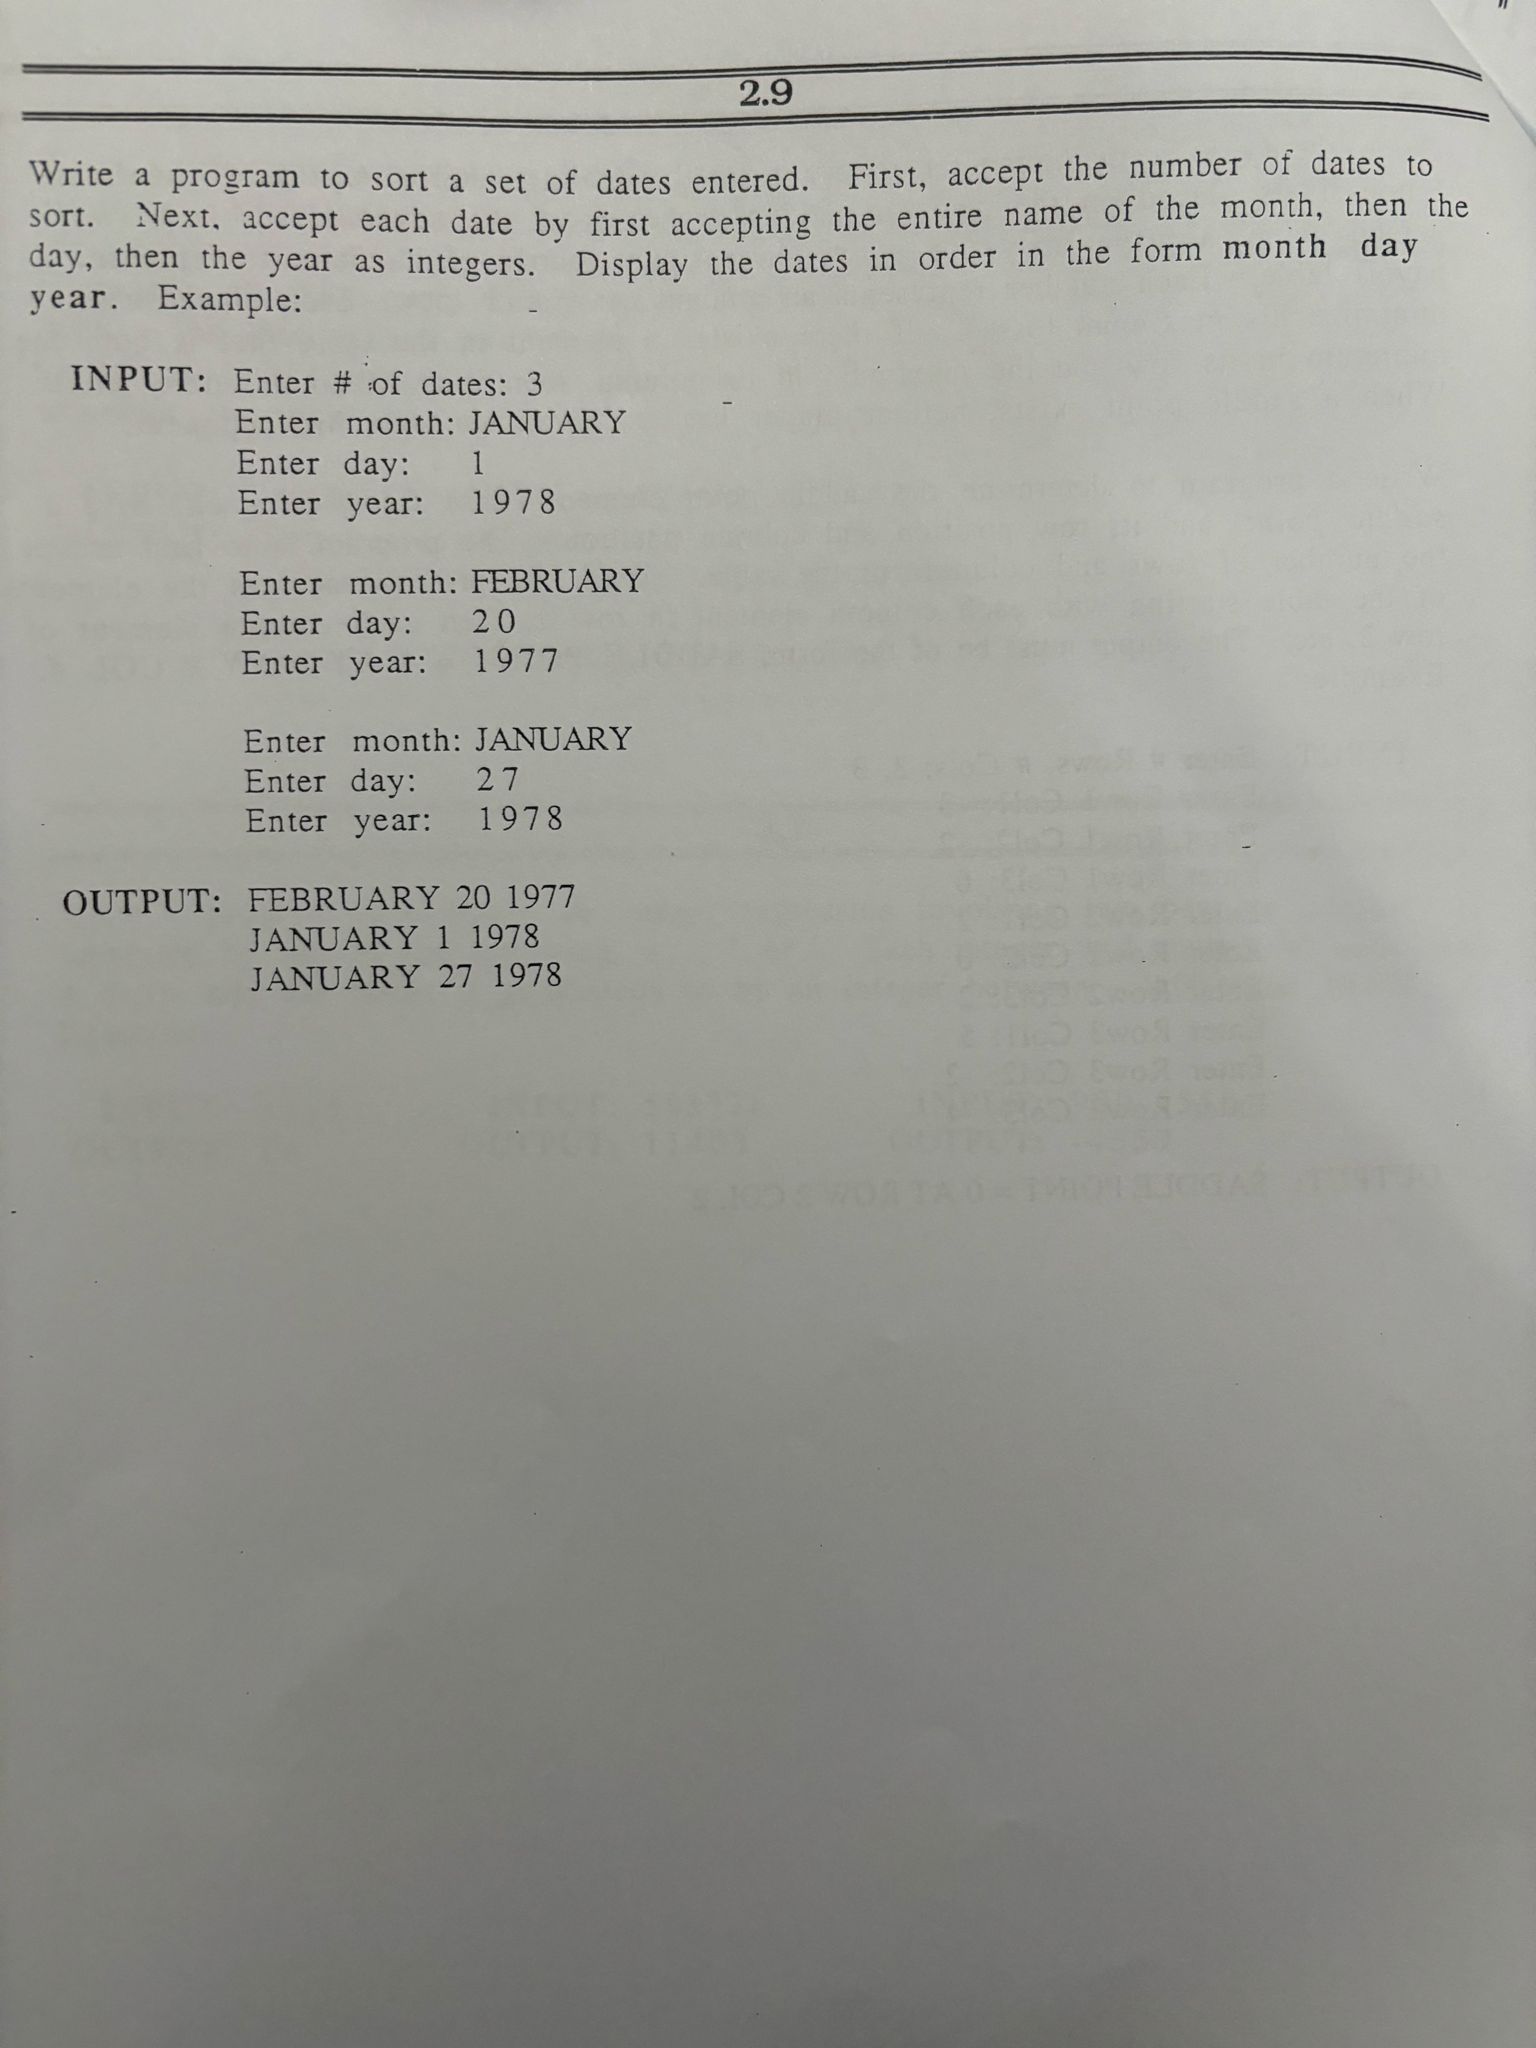 2.9
Write a program to sort a set of dates entered. First, accept the number of dates to
sort. Next, accept each date by first accepting the entire name of the month, then the
day, then the year as integers. Display the dates in order in the form month day
year. Example:
INPUT: Enter # of dates: 3
Enter month: JANUARY
Enter day: 1
Enter year: 1978
Enter month: FEBRUARY
Enter day: 20
Enter year: 1977
Enter month: JANUARY
Enter day: 27
Enter year: 1978
OUTPUT: FEBRUARY 20 1977
JANUARY 1 1978
JANUARY 27 1978